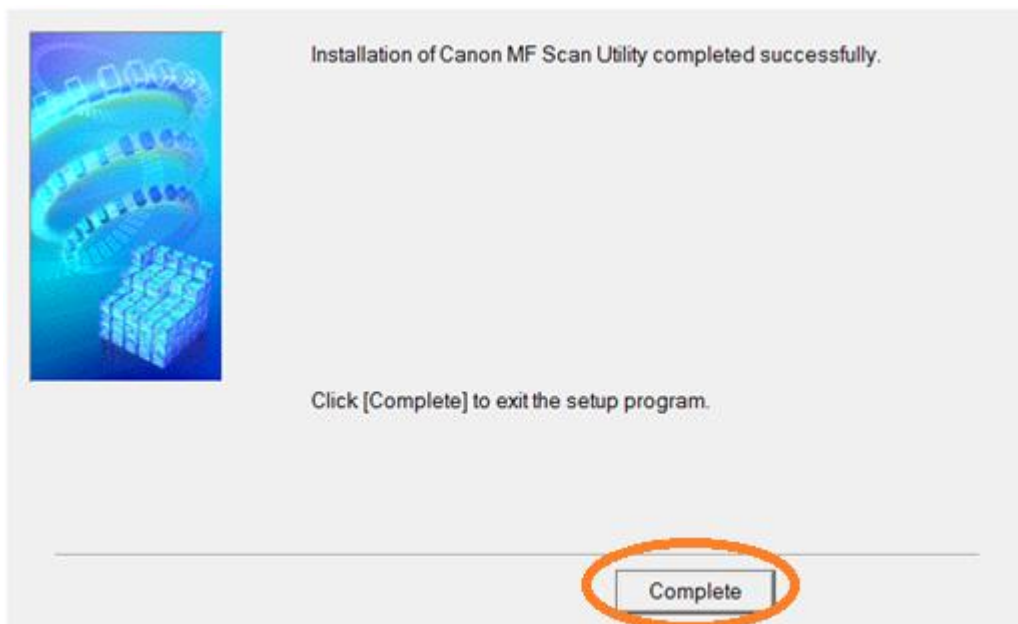 Installation of Canon MF Scan Utility completed successfully.
Click [Complete] to exit the setup program.
Complete